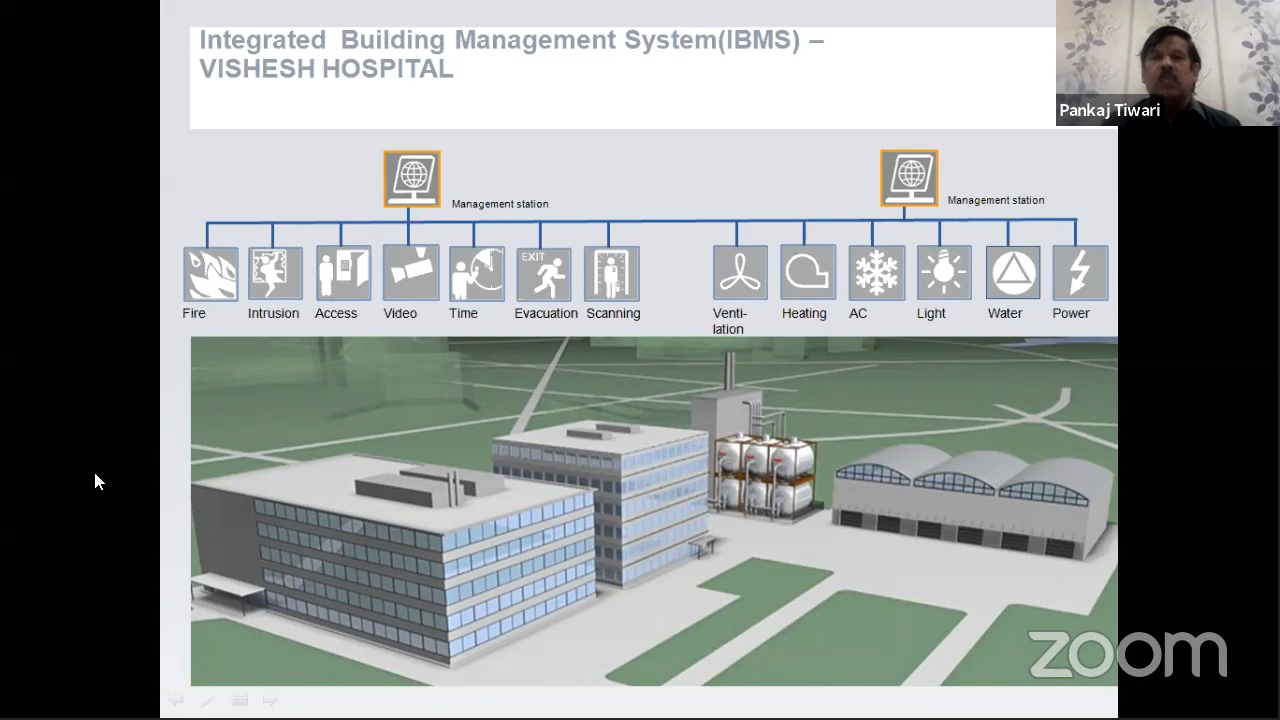 Integrated Building Management System(IBMS) –
VISHESH HOSPITAL
Pankaj Tiwari
Management station
Management station
EXIT
Fire
Intrusion
Access
Video
Time
Evacuation
Scanning
Venti-
lation
Heating
AC
Light
Water
Power
zoom